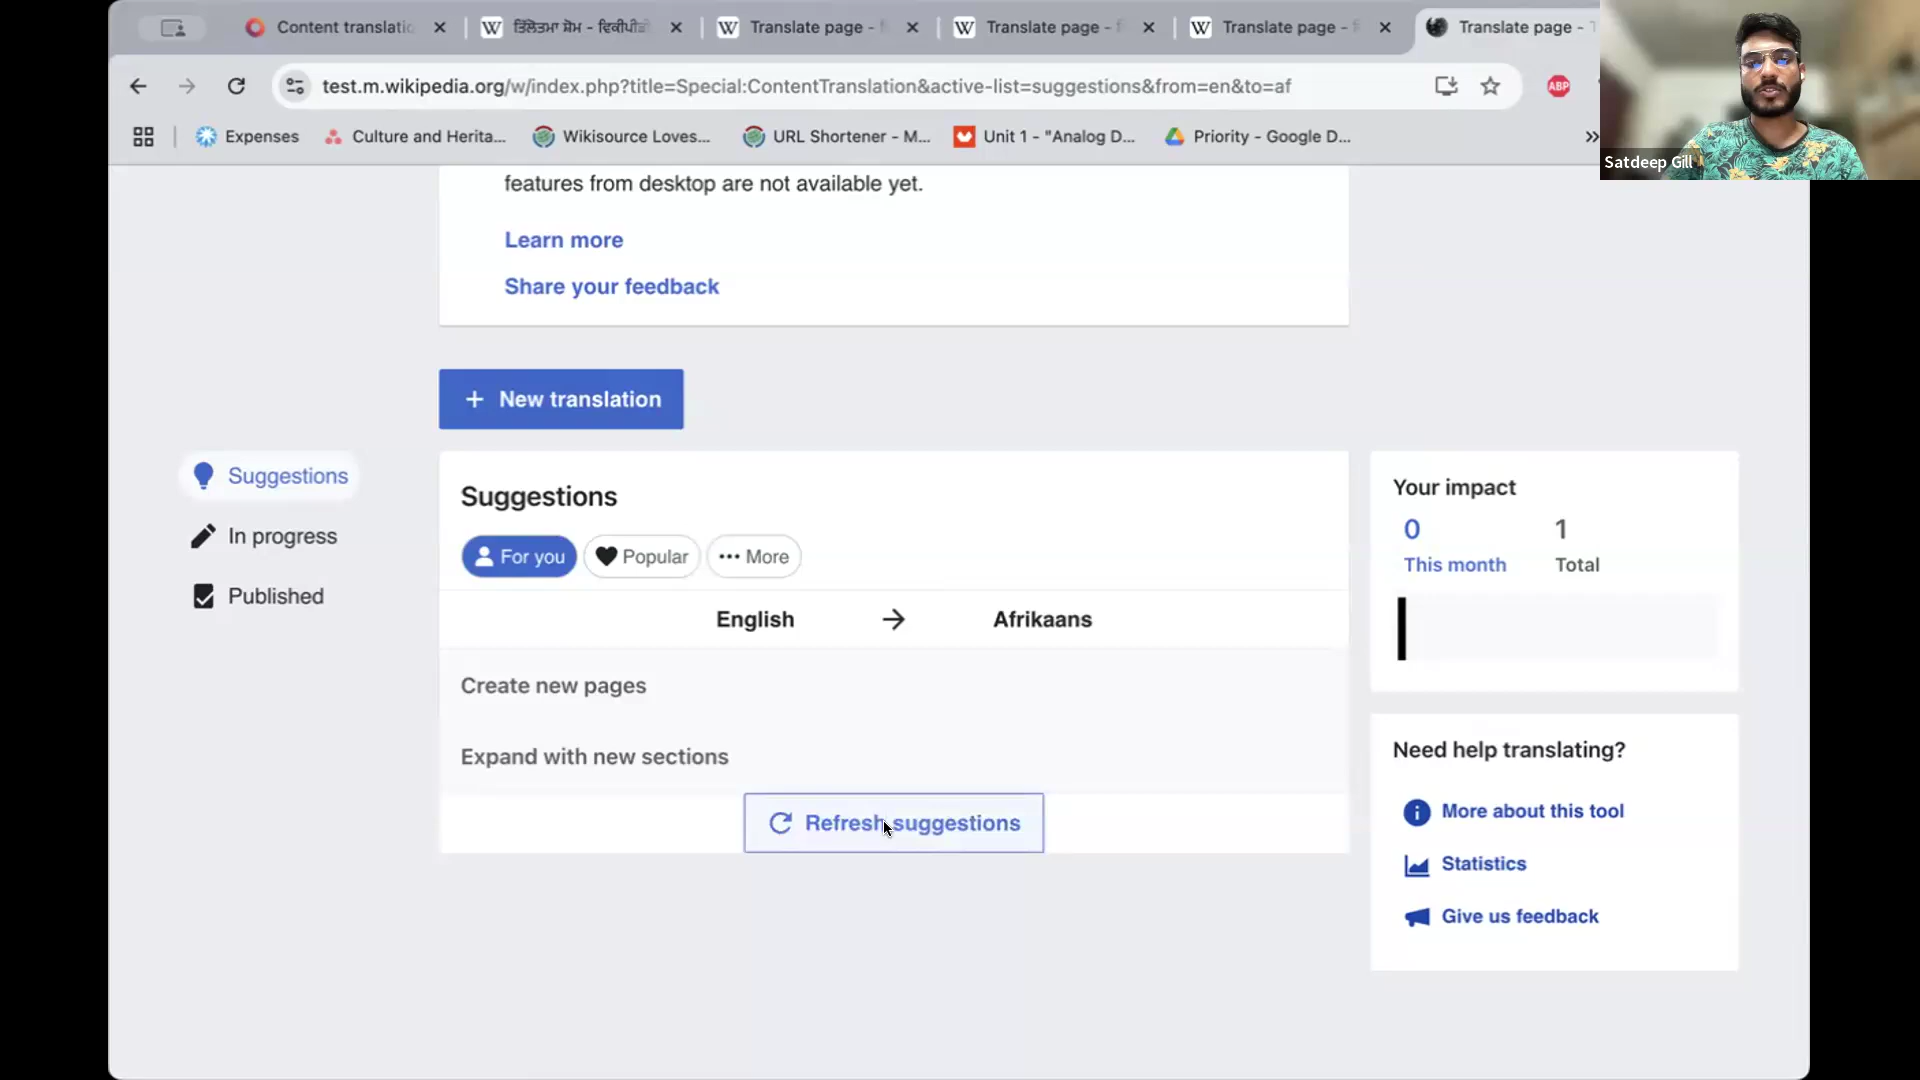 Content translatic
ਤਿਲੋਤਮਾ ਸ਼ੋਮ - ਵਿਕੀਪੀਡੀ
Translate page -
Translate page -
Translate page -
Translate page -
test.m.wikipedia.org/w/index.php?title=Special:ContentTranslation&active-list=suggestions&from=en&to=af
ABP
Expenses
Culture and Herita...
Wikisource Loves...
URL Shortener - M...
Unit 1 - "Analog D...
Priority - Google D...
Satdeep Gill
features from desktop are not available yet.
Learn more
Share your feedback
+ New translation
Suggestions
In progress
Published
Suggestions
For you
Popular
More
English → Afrikaans
Create new pages
Expand with new sections
Refresh suggestions
Your impact
0 1
This month Total
Need help translating?
More about this tool
Statistics
Give us feedback